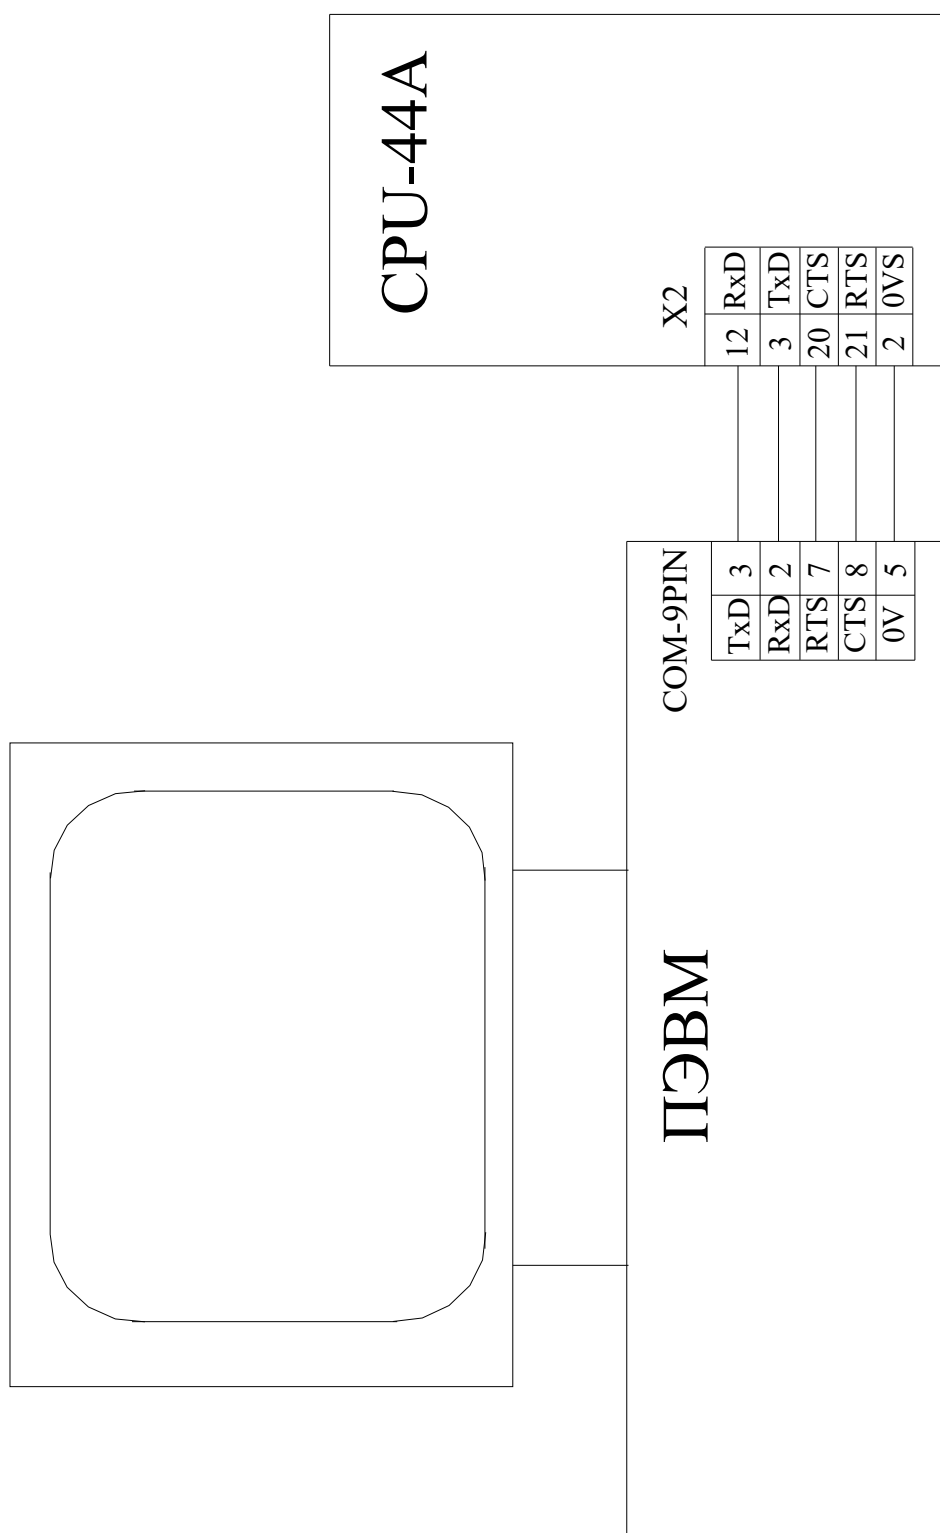 CPU-44A
ПЭВМ
COM-9PIN
X2
TxD 3 12 RxD
RxD 2 3 TxD
RTS 7 20 CTS
CTS 8 21 RTS
0V 5 2 0VS